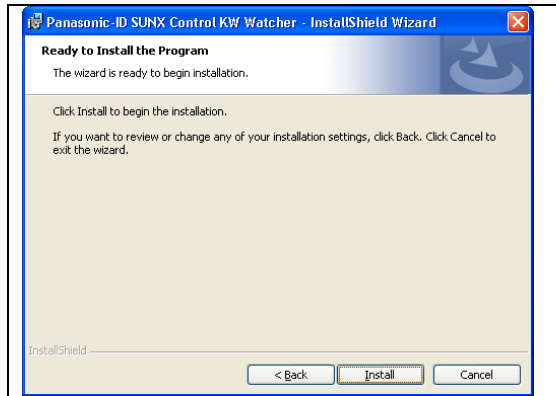 Panasonic-ID SUNX Control KW Watcher - InstallShield Wizard
Ready to Install the Program
The wizard is ready to begin installation.
Click Install to begin the installation.
If you want to review or change any of your installation settings, click Back. Click Cancel to
exit the wizard.
InstallShield
< Back Install Cancel